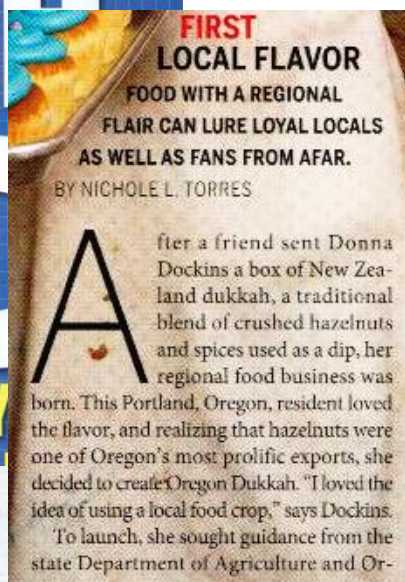 FIRST
LOCAL FLAVOR
FOOD WITH A REGIONAL
FLAIR CAN LURE LOYAL LOCALS
AS WELL AS FANS FROM AFAR.
BY NICHOLE L. TORRES
After a friend sent Donna
Dockins a box of New Zea-
land dukkah, a traditional
blend of crushed hazelnuts
and spices used as a dip, her
regional food business was
born. This Portland, Oregon, resident loved
the flavor, and realizing that hazelnuts were
one of Oregon's most prolific exports, she
decided to create Oregon Dukkah. "I loved the
idea of using a local food crop," says Dockins.
To launch, she sought guidance from the
state Department of Agriculture and Or-